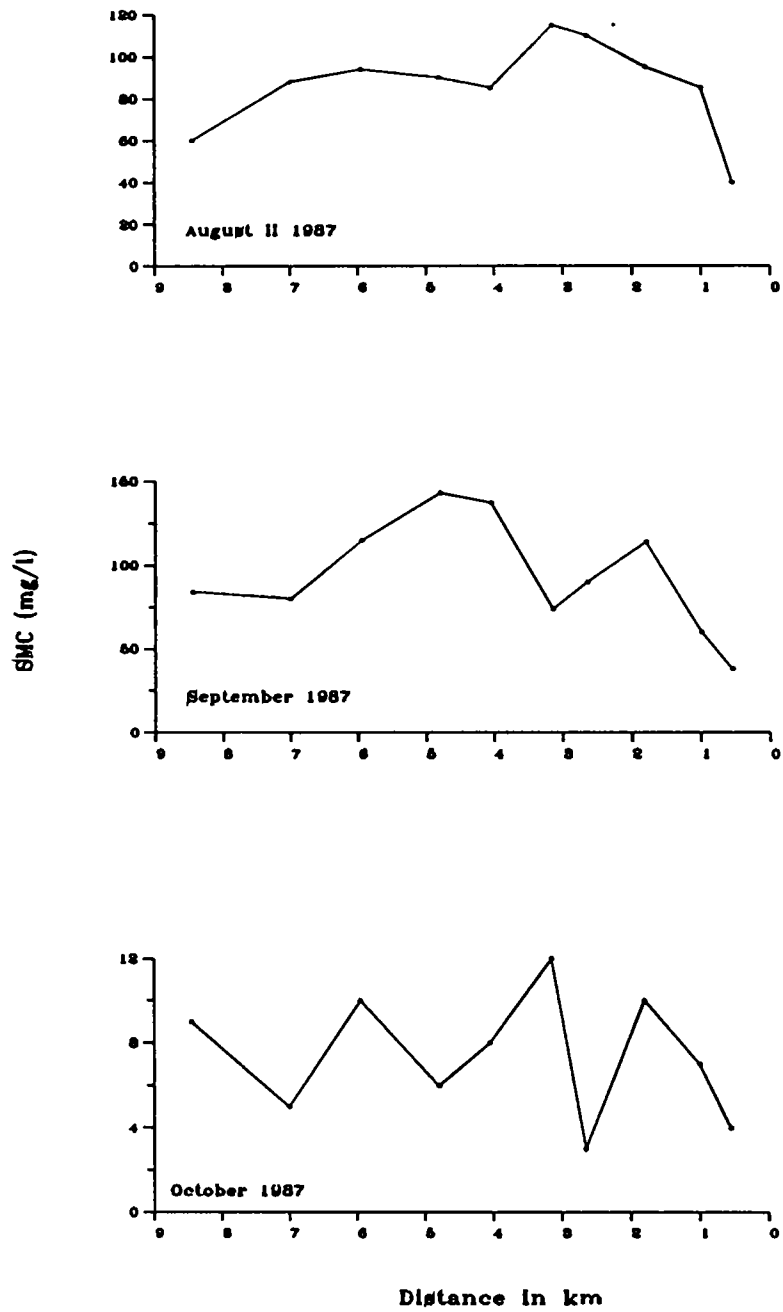 120
100
80
60
40
20
0
9 8 7 6 5 4 3 2 1 0
August II 1987
SMC (mg/l)
150
100
50
0
9 8 7 6 5 4 3 2 1 0
September 1987
12
8
4
0
9 8 7 6 5 4 3 2 1 0
October 1987
Distance in km